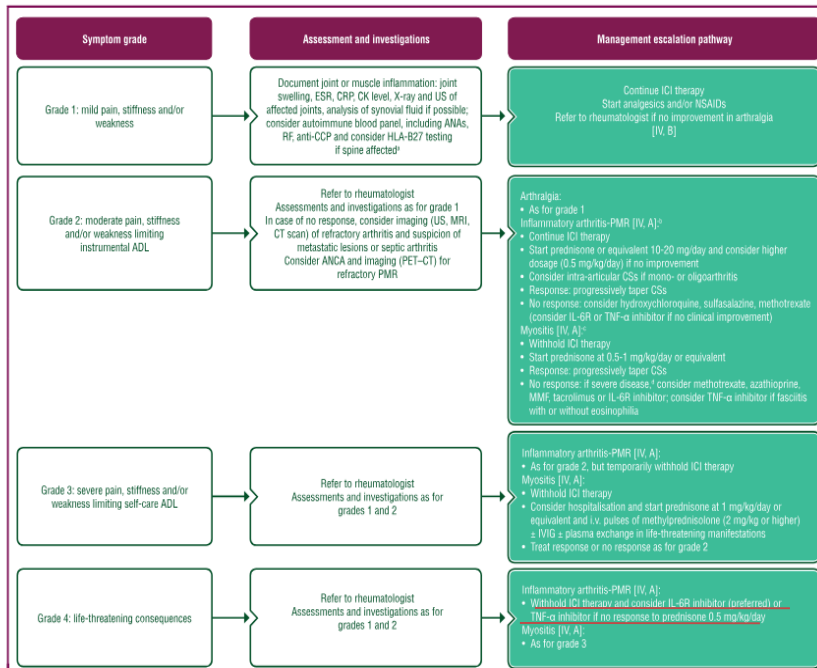 Symptom grade
Assessment and investigations
Management escalation pathway
Grade 1: mild pain, stiffness and/or
weakness
Document joint or muscle inflammation: joint
swelling, ESR, CRP, CK level, X-ray and US of
affected joints, analysis of synovial fluid if possible;
consider autoimmune blood panel, including ANAs,
RF, anti-CCP and consider HLA-B27 testing
if spine affectedᵃ
Continue ICI therapy
Start analgesics and/or NSAIDs
Refer to rheumatologist if no improvement in arthralgia
[IV, B]
Grade 2: moderate pain, stiffness
and/or weakness limiting
instrumental ADL
Refer to rheumatologist
Assessments and investigations as for grade 1
In case of no response, consider imaging (US, MRI,
CT scan) of refractory arthritis and suspicion of
metastatic lesions or septic arthritis
Consider ANCA and imaging (PET–CT) for
refractory PMR
Arthralgia:
• As for grade 1
Inflammatory arthritis-PMR [IV, A]:ᵇ
• Continue ICI therapy
• Start prednisone or equivalent 10-20 mg/day and consider higher
dosage (0.5 mg/kg/day) if no improvement
• Consider intra-articular CSs if mono- or oligoarthritis
• Response: progressively taper CSs
• No response: consider hydroxychloroquine, sulfasalazine, methotrexate
(consider IL-6R or TNF-α inhibitor if no clinical improvement)
Myositis [IV, A]:ᶜ
• Withhold ICI therapy
• Start prednisone at 0.5-1 mg/kg/day or equivalent
• Response: progressively taper CSs
• No response: if severe disease,ᵈ consider methotrexate, azathioprine,
MMF, tacrolimus or IL-6R inhibitor; consider TNF-α inhibitor if fasciitis
with or without eosinophilia
Grade 3: severe pain, stiffness and/or
weakness limiting self-care ADL
Refer to rheumatologist
Assessments and investigations as for
grades 1 and 2
Inflammatory arthritis-PMR [IV, A]:
• As for grade 2, but temporarily withhold ICI therapy
Myositis [IV, A]:
• Withhold ICI therapy
• Consider hospitalisation and start prednisone at 1 mg/kg/day or
equivalent and i.v. pulses of methylprednisolone (2 mg/kg or higher)
± IVIG ± plasma exchange in life-threatening manifestations
• Treat response or no response as for grade 2
Grade 4: life-threatening consequences
Refer to rheumatologist
Assessments and investigations as for
grades 1 and 2
Inflammatory arthritis-PMR [IV, A]:
• Withhold ICI therapy and consider IL-6R inhibitor (preferred) or
TNF-α inhibitor if no response to prednisone 0.5 mg/kg/day
Myositis [IV, A]:
• As for grade 3